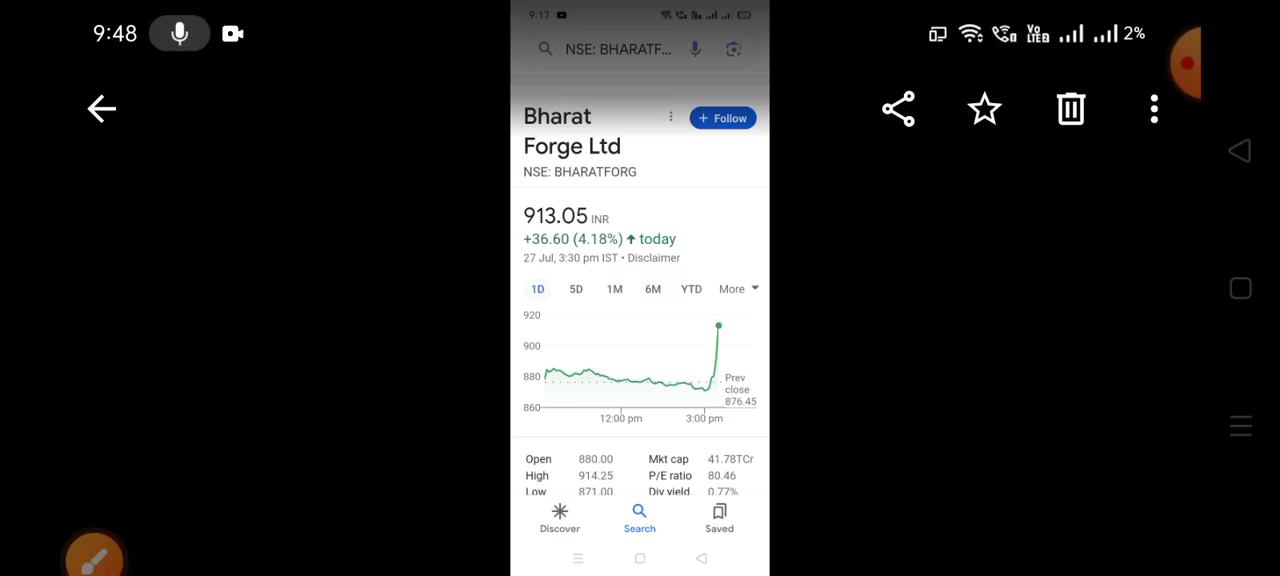 9:48
2%
9:17
NSE: BHARATF...
Bharat
Forge Ltd
+ Follow
NSE: BHARATFORG
913.05 INR
+36.60 (4.18%) ↑ today
27 Jul, 3:30 pm IST • Disclaimer
1D 5D 1M 6M YTD More
920
900
880
860
Prev
close
876.45
12:00 pm 3:00 pm
Open 880.00 Mkt cap 41.78TCr
High 914.25 P/E ratio 80.46
Low 871.00 Div yield 0.77%
Discover Search Saved